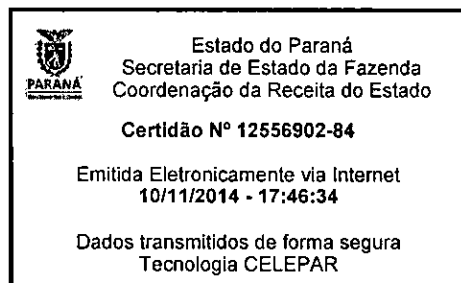 Estado do Paraná
Secretaria de Estado da Fazenda
Coordenação da Receita do Estado
PARANÁ
Certidão Nº 12556902-84
Emitida Eletronicamente via Internet
10/11/2014 - 17:46:34
Dados transmitidos de forma segura
Tecnologia CELEPAR